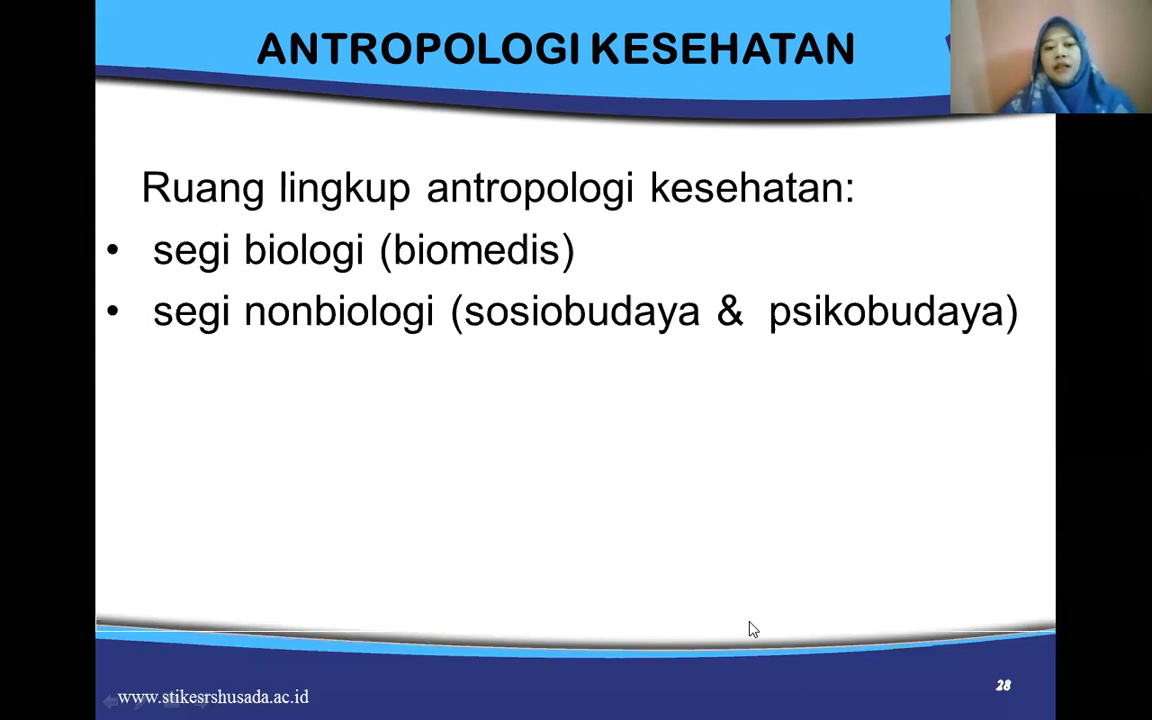 ANTROPOLOGI KESEHATAN
Ruang lingkup antropologi kesehatan:
• segi biologi (biomedis)
• segi nonbiologi (sosiobudaya & psikobudaya)
www.stikesrshusada.ac.id
28